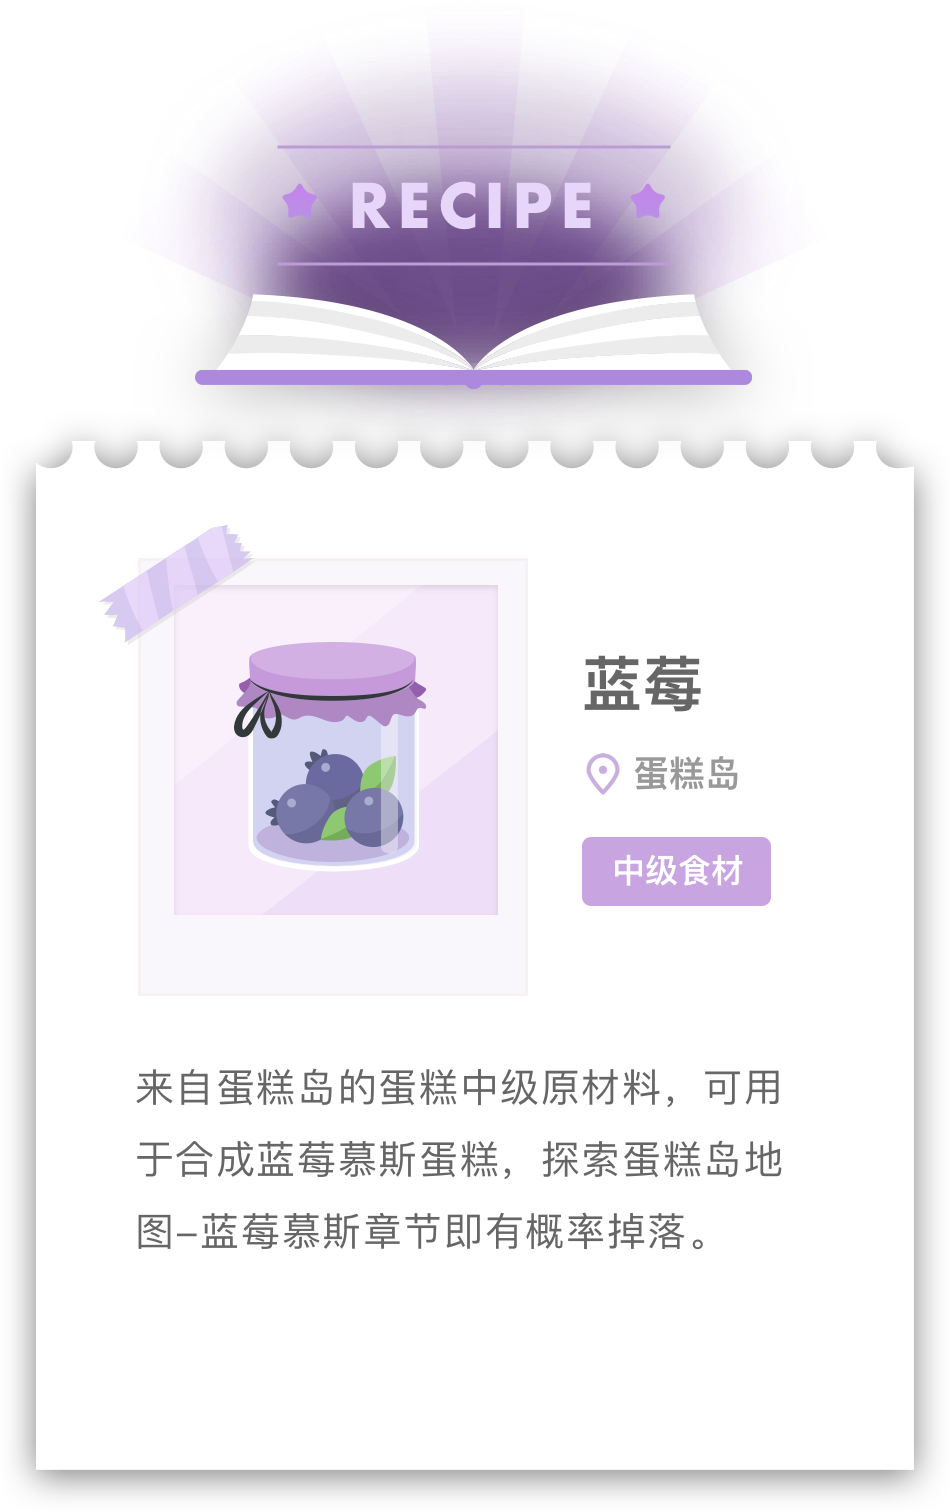 RECIPE
蓝莓
蛋糕岛
中级食材
来自蛋糕岛的蛋糕中级原材料，可用
于合成蓝莓慕斯蛋糕，探索蛋糕岛地
图–蓝莓慕斯章节即有概率掉落。